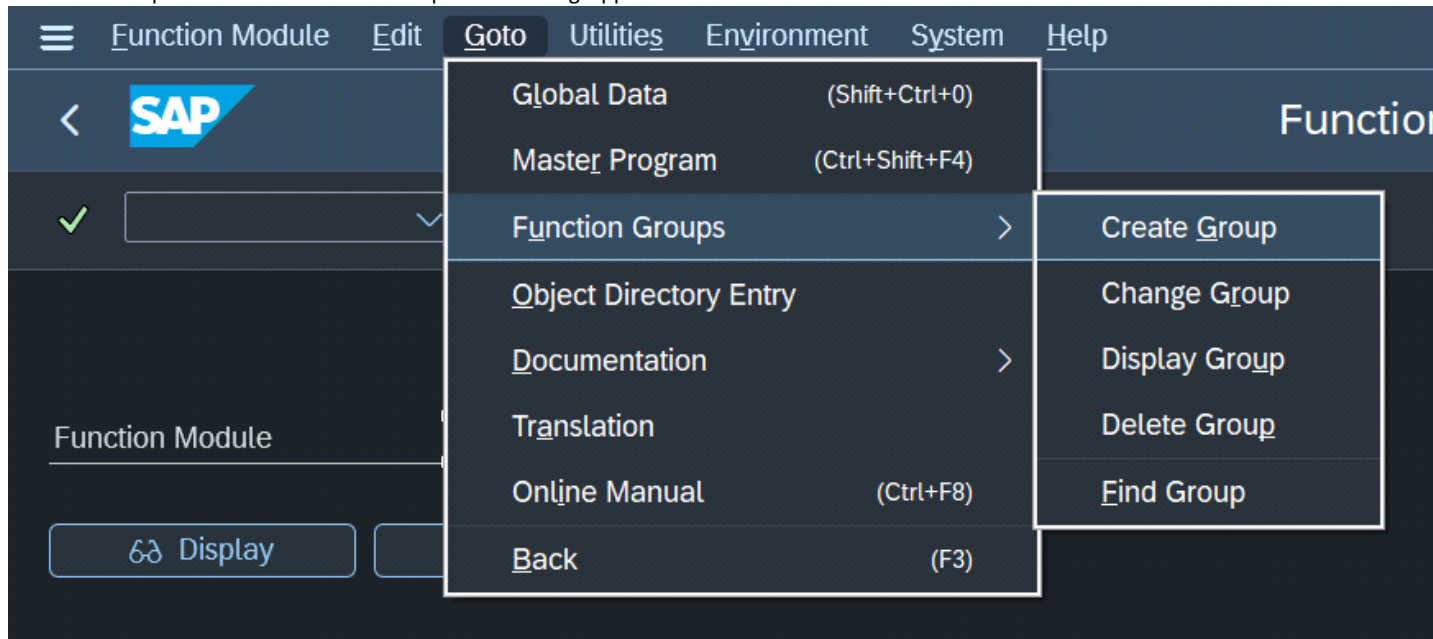 Function Module Edit Goto Utilities Environment System Help
SAP
Function
Global Data (Shift+Ctrl+0)
Master Program (Ctrl+Shift+F4)
Function Groups
Object Directory Entry
Documentation
Translation
Online Manual (Ctrl+F8)
Back (F3)
Create Group
Change Group
Display Group
Delete Group
Find Group
Function Module
Display